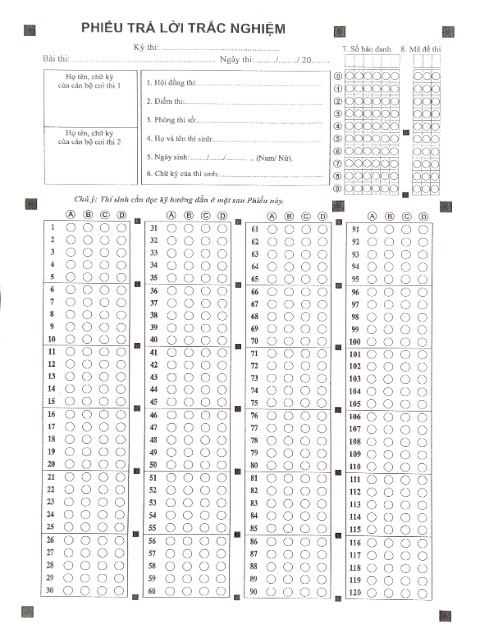 PHIẾU TRẢ LỜI TRẮC NGHIỆM
Kỳ thi: ........................................
Bài thi: ........................................ Ngày thi: ......./......./ 20.......
Họ tên, chữ ký
của cán bộ coi thi 1
Họ tên, chữ ký
của cán bộ coi thi 2
1. Hội đồng thi:........................
2. Điểm thi:........................
3. Phòng thi số:........................
4. Họ và tên thí sinh:........................
5. Ngày sinh: ......./......./............ (Nam/ Nữ).
6. Chữ ký của thí sinh:........................
7. Số báo danh 8. Mã đề thi
0
1
2
3
4
5
6
7
8
9
Chú ý: Thí sinh cần đọc kỹ hướng dẫn ở mặt sau Phiếu này.
A B C D A B C D A B C D A B C D
1 31 61 91
2 32 62 92
3 33 63 93
4 34 64 94
5 35 65 95
6 36 66 96
7 37 67 97
8 38 68 98
9 39 69 99
10 40 70 100
11 41 71 101
12 42 72 102
13 43 73 103
14 44 74 104
15 45 75 105
16 46 76 106
17 47 77 107
18 48 78 108
19 49 79 109
20 50 80 110
21 51 81 111
22 52 82 112
23 53 83 113
24 54 84 114
25 55 85 115
26 56 86 116
27 57 87 117
28 58 88 118
29 59 89 119
30 60 90 120